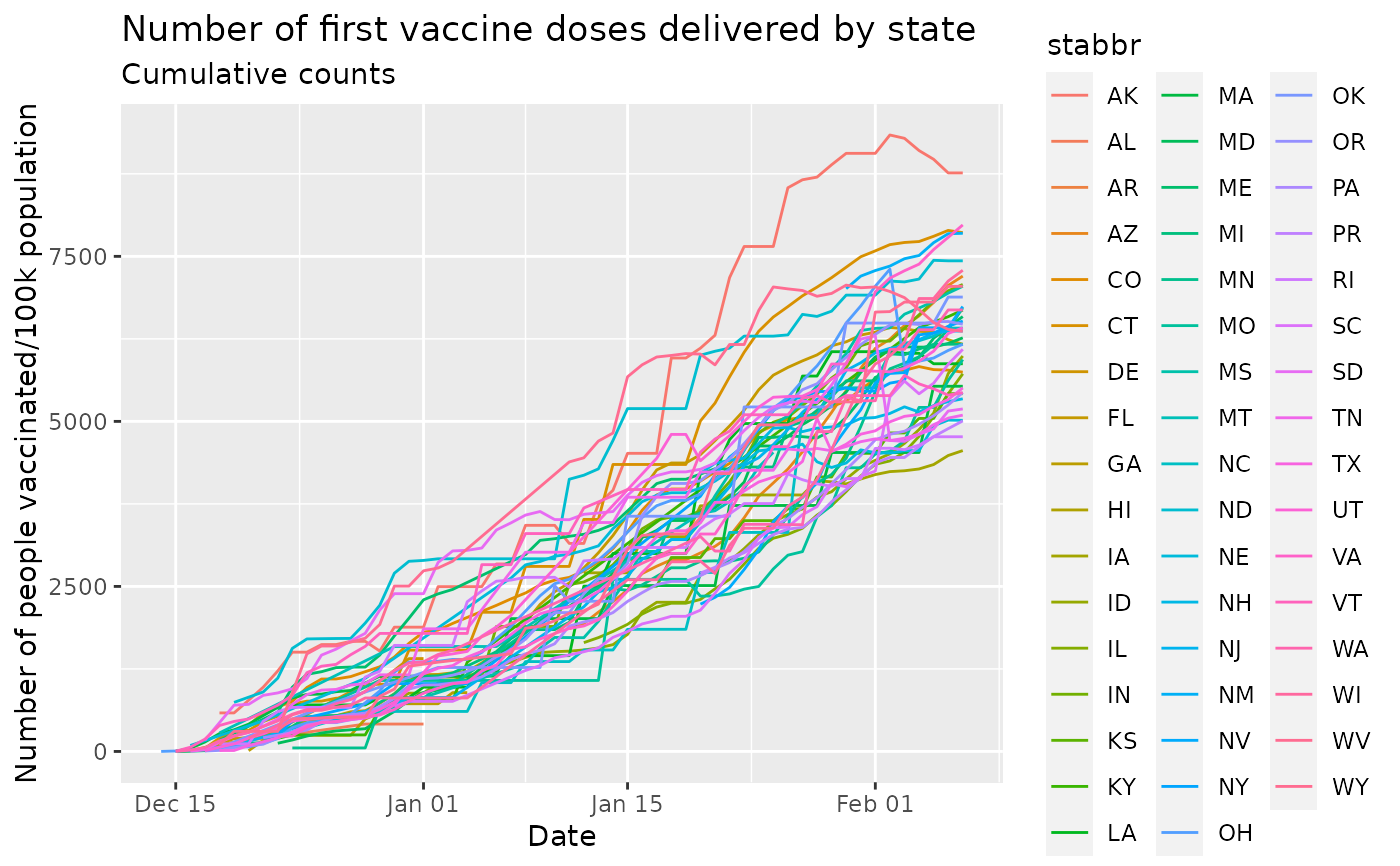 Number of first vaccine doses delivered by state
Cumulative counts
Number of people vaccinated/100k population
7500
5000
2500
0
Dec 15
Jan 01
Jan 15
Feb 01
Date
stabbr
AK
AL
AR
AZ
CO
CT
DE
FL
GA
HI
IA
ID
IL
IN
KS
KY
LA
MA
MD
ME
MI
MN
MO
MS
MT
NC
ND
NE
NH
NJ
NM
NV
NY
OH
OK
OR
PA
PR
RI
SC
SD
TN
TX
UT
VA
VT
WA
WI
WV
WY